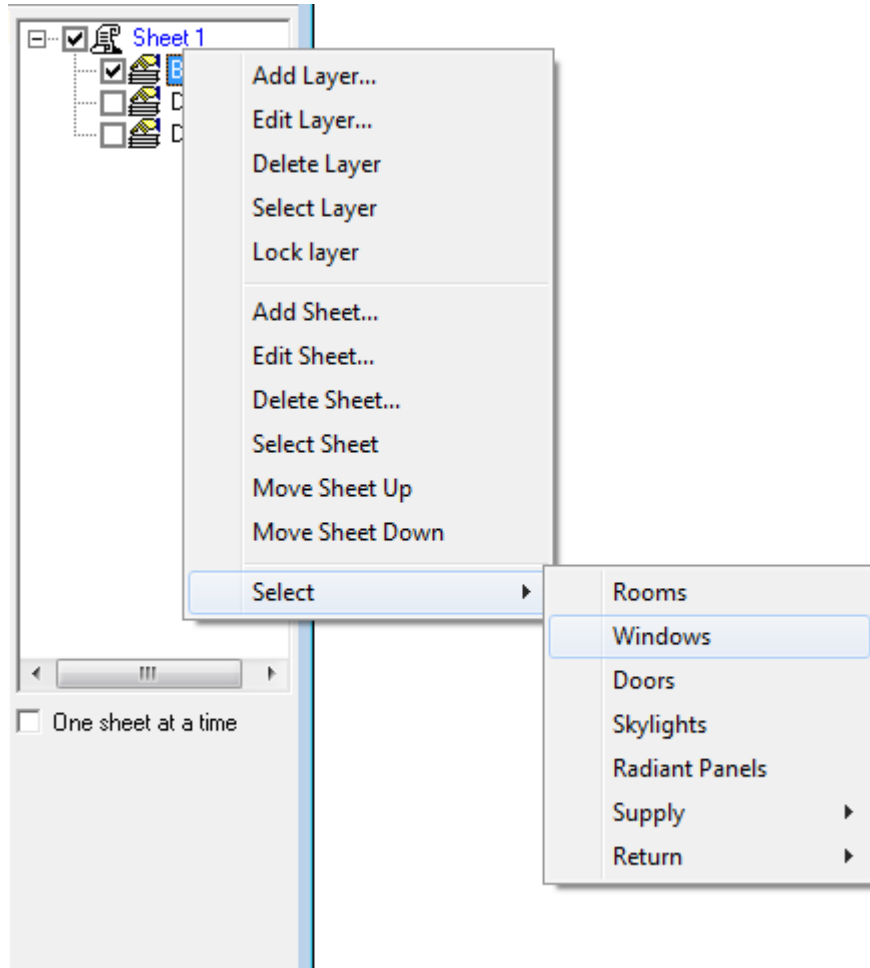 Sheet 1
Add Layer...
Edit Layer...
Delete Layer
Select Layer
Lock layer
Add Sheet...
Edit Sheet...
Delete Sheet...
Select Sheet
Move Sheet Up
Move Sheet Down
Select
Rooms
Windows
Doors
Skylights
Radiant Panels
Supply
Return
One sheet at a time